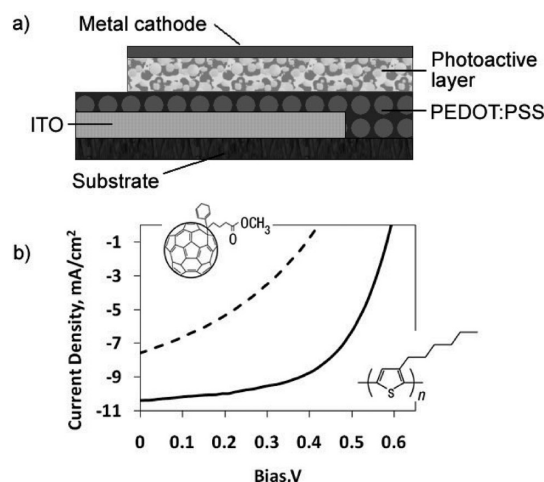 a)
Metal cathode
Photoactive
layer
ITO
PEDOT:PSS
Substrate
b)
OCH3
O
-1
-3
-5
-7
-9
-11
Current Density, mA/cm²
S
n
0
0.1
0.2
0.3
0.4
0.5
0.6
Bias.V